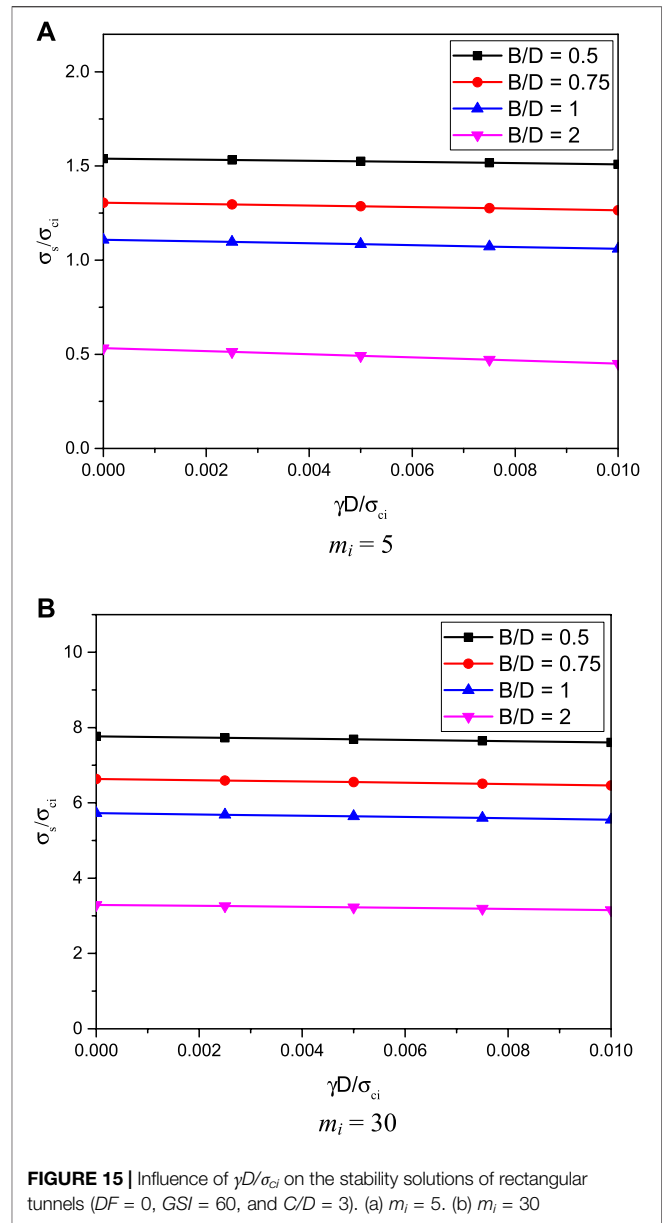 A
2.0
1.5
1.0
0.5
0.0
σs/σci
B/D = 0.5
B/D = 0.75
B/D = 1
B/D = 2
0.000 0.002 0.004 0.006 0.008 0.010
γD/σci
mi = 5
B
10
8
6
4
2
0
σs/σci
B/D = 0.5
B/D = 0.75
B/D = 1
B/D = 2
0.000 0.002 0.004 0.006 0.008 0.010
γD/σci
mi = 30
FIGURE 15 | Influence of γD/σci on the stability solutions of rectangular
tunnels (DF = 0, GSI = 60, and C/D = 3). (a) mi = 5. (b) mi = 30